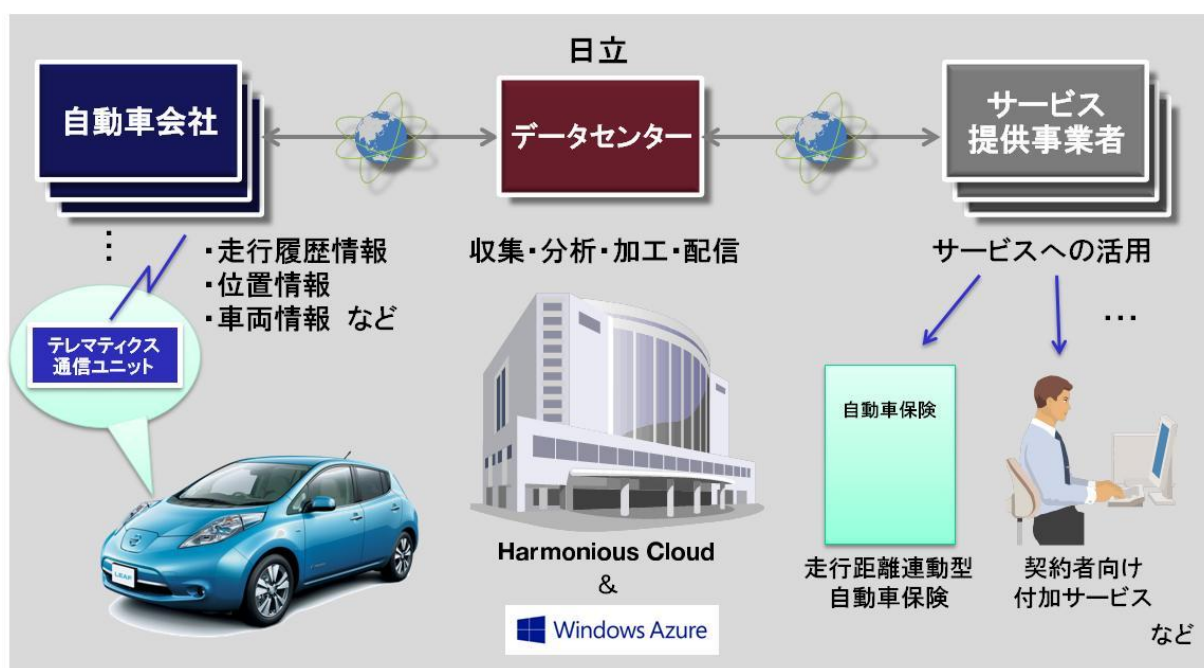 日立
自動車会社
データセンター
サービス
提供事業者
・走行履歴情報
・位置情報
・車両情報 など
収集・分析・加工・配信
サービスへの活用
テレマティクス
通信ユニット
自動車保険
LEAF
Harmonious Cloud
&
Windows Azure
走行距離連動型
自動車保険
契約者向け
付加サービス
など